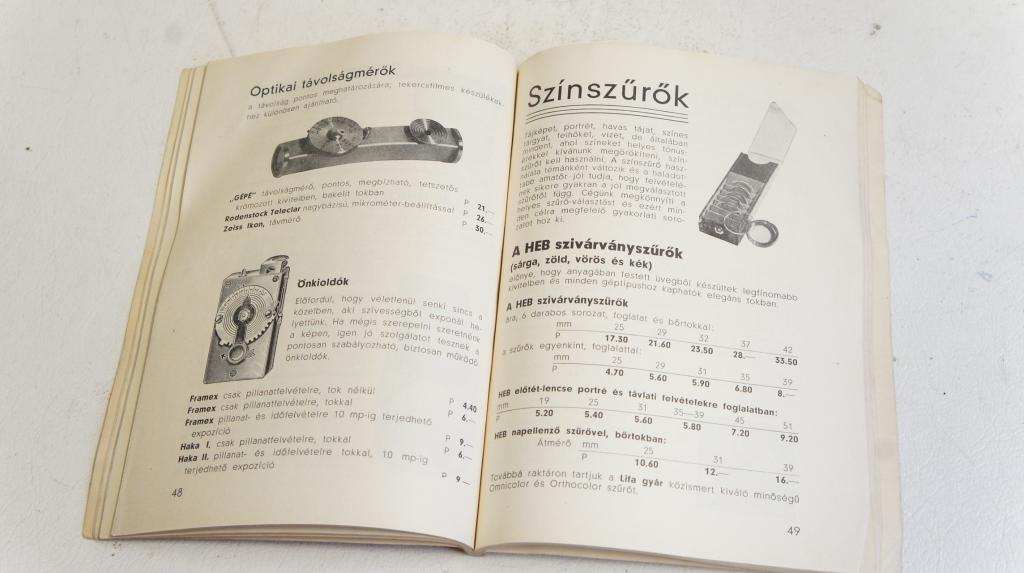 Optikai távolságmérők
a távolság pontos meghatározására; tekercsfilmes készülékek-
hez különösen ajánlható.
„GEPE" távolságmérő, pontos, megbízható, tetszetős
krómozott kivitelben, bakelit tokban P 21.—
Rodenstock Teleclar nagybázisú, mikrométer-beállítással P 26.—
Zeiss Ikon, távmérő P 30.—
Önkioldók
Előfordul, hogy véletlenül senki sincs a
közelben, aki szívességből exponál he-
lyettünk. Ha mégis szerepelni szeretnénk
a képen, igen jó szolgálatot tesznek a
pontosan szabályozható, biztosan működő
önkioldók.
Framex csak pillanatfelvételre, tok nélkül P 4.40
Framex csak pillanatfelvételre, tokkal P 6.—
Framex pillanat- és időfelvételre 10 mp-ig terjedhető
expozíció P 9.—
Haka I. csak pillanatfelvételre, tokkal P 6.—
Haka II. pillanat- és időfelvételre tokkal, 10 mp-ig
terjedhető expozíció P 9—
48
Színszűrők
Tájképet, portrét, havas tájat, színes
tárgyat, felhőket, vizet, de általában
mindent, ahol színeket helyes tónus-
értékkel kívánunk megörökíteni, szín-
szűrőt kell használni. A színszűrő hasz-
nálata témánként változik és a haladot-
tabb amatőr jól tudja, hogy felvételé-
nek sikere gyakran a jól megválasztott
szűrőtől függ. Cégünk megkönnyíti a
helyes szűrő-választást és ezért min-
den célra megfelelő gyakorlati soro-
zatot hoz ki.
A HEB szivárványszűrők
(sárga, zöld, vörös és kék)
előnye, hogy anyagában festett üvegből készültek legfinomabb
kivitelben és minden géptípushoz kaphatók elegáns tokban.
A HEB szivárványszűrők
ára, 6 darabos sorozat, foglalat és bőrtokkal:
mm 25 29 32 37 42
P 17.30 21.60 23.50 28.— 33.50
a szűrők egyenkint, foglalattal:
mm 25 29 31 35 39
P 4.70 5.60 5.90 6.80 8.—
HEB előtét-lencse portré és távlati felvételekre foglalatban:
mm 19 25 31 35—39 45 51
P 5.20 5.40 5.60 5.80 7.20 9.20
HEB napellenző szűrővel, bőrtokban:
Átmérő mm 25 31 39
P 10.60 12.— 16.—
Továbbá raktáron tartjuk a Lifa gyár közismert kiváló minőségű
Omnicolor és Orthocolor szűrőt.
49